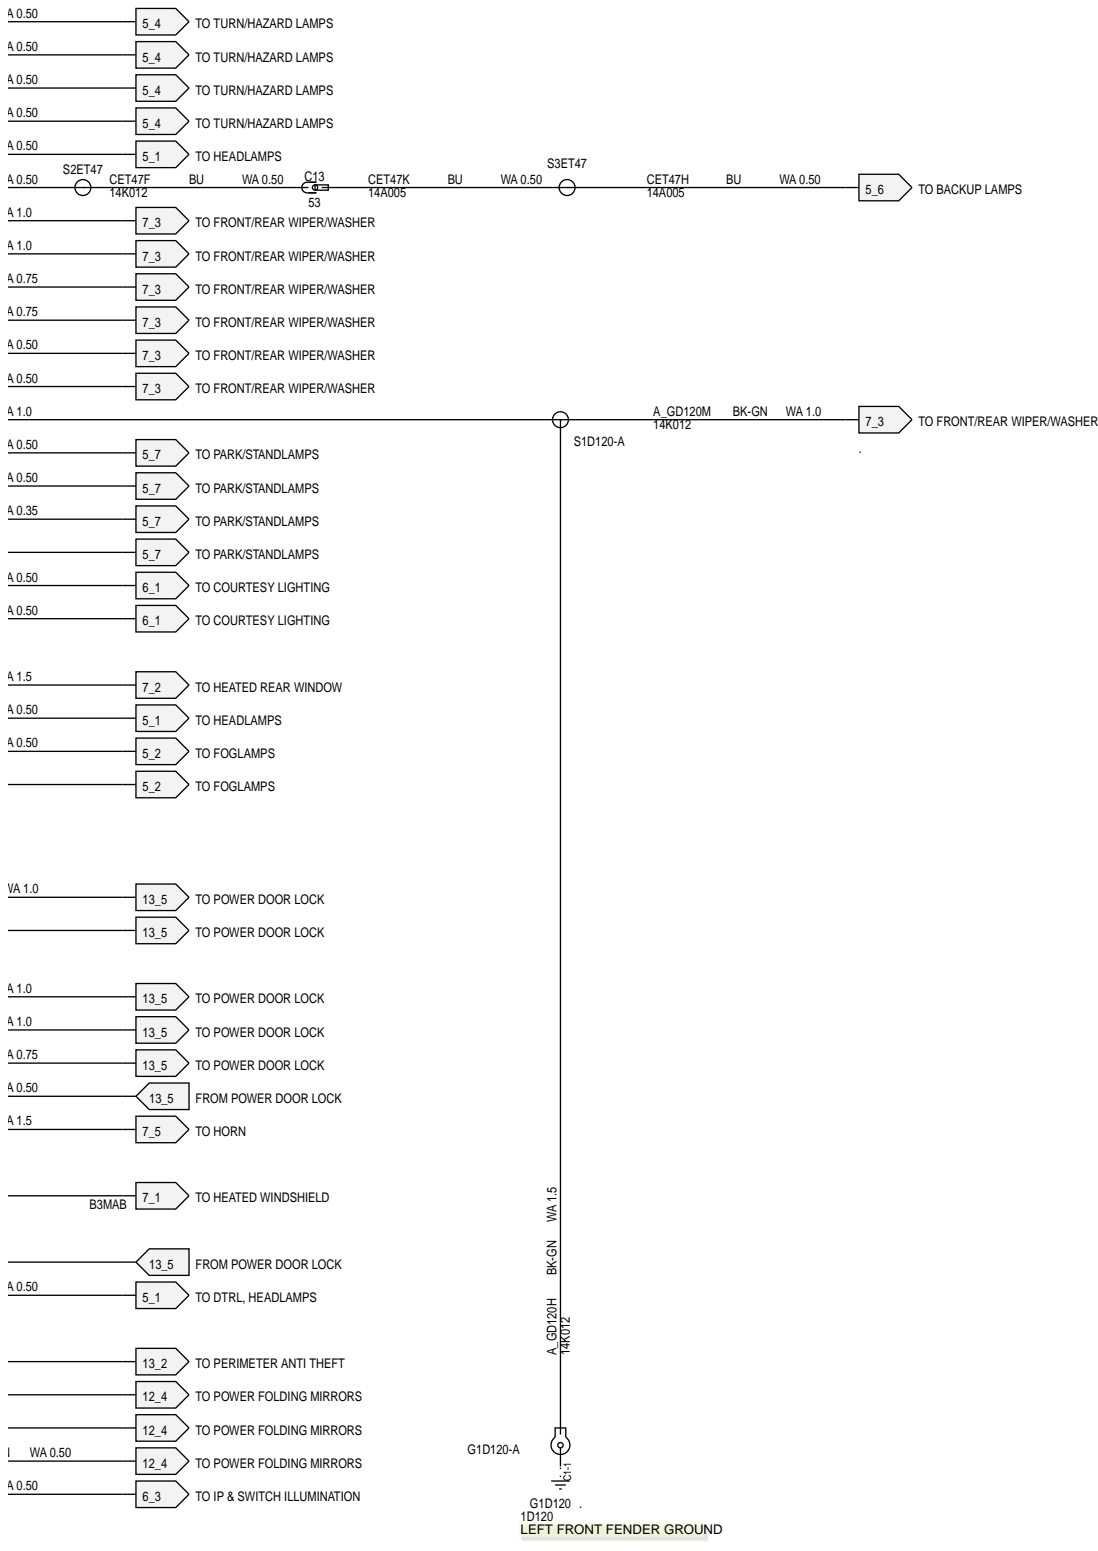 A 0.50
5_4 TO TURN/HAZARD LAMPS
A 0.50
5_4 TO TURN/HAZARD LAMPS
A 0.50
5_4 TO TURN/HAZARD LAMPS
A 0.50
5_4 TO TURN/HAZARD LAMPS
A 0.50
5_1 TO HEADLAMPS
A 0.50 S2ET47 CET47F BU WA 0.50 C13 CET47K BU WA 0.50 S3ET47 CET47H BU WA 0.50
14K012 53 14A005 14A005
5_6 TO BACKUP LAMPS
A 1.0
7_3 TO FRONT/REAR WIPER/WASHER
A 1.0
7_3 TO FRONT/REAR WIPER/WASHER
A 0.75
7_3 TO FRONT/REAR WIPER/WASHER
A 0.75
7_3 TO FRONT/REAR WIPER/WASHER
A 0.50
7_3 TO FRONT/REAR WIPER/WASHER
A 0.50
7_3 TO FRONT/REAR WIPER/WASHER
A 1.0 A_GD120M BK-GN WA 1.0
14K012
7_3 TO FRONT/REAR WIPER/WASHER
S1D120-A
A 0.50
5_7 TO PARK/STANDLAMPS
A 0.50
5_7 TO PARK/STANDLAMPS
A 0.35
5_7 TO PARK/STANDLAMPS
5_7 TO PARK/STANDLAMPS
A 0.50
6_1 TO COURTESY LIGHTING
A 0.50
6_1 TO COURTESY LIGHTING
A 1.5
7_2 TO HEATED REAR WINDOW
A 0.50
5_1 TO HEADLAMPS
A 0.50
5_2 TO FOGLAMPS
5_2 TO FOGLAMPS
WA 1.0
13_5 TO POWER DOOR LOCK
13_5 TO POWER DOOR LOCK
A 1.0
13_5 TO POWER DOOR LOCK
A 1.0
13_5 TO POWER DOOR LOCK
A 0.75
13_5 TO POWER DOOR LOCK
A 0.50
13_5 FROM POWER DOOR LOCK
A 1.5
7_5 TO HORN
B3MAB 7_1 TO HEATED WINDSHIELD
13_5 FROM POWER DOOR LOCK
A 0.50
5_1 TO DTRL, HEADLAMPS
13_2 TO PERIMETER ANTI THEFT
12_4 TO POWER FOLDING MIRRORS
12_4 TO POWER FOLDING MIRRORS
WA 0.50
12_4 TO POWER FOLDING MIRRORS
A 0.50
6_3 TO IP & SWITCH ILLUMINATION
A_GD120H BK-GN WA 1.5
14K012
G1D120-A
C1-1
G1D120 .
1D120
LEFT FRONT FENDER GROUND